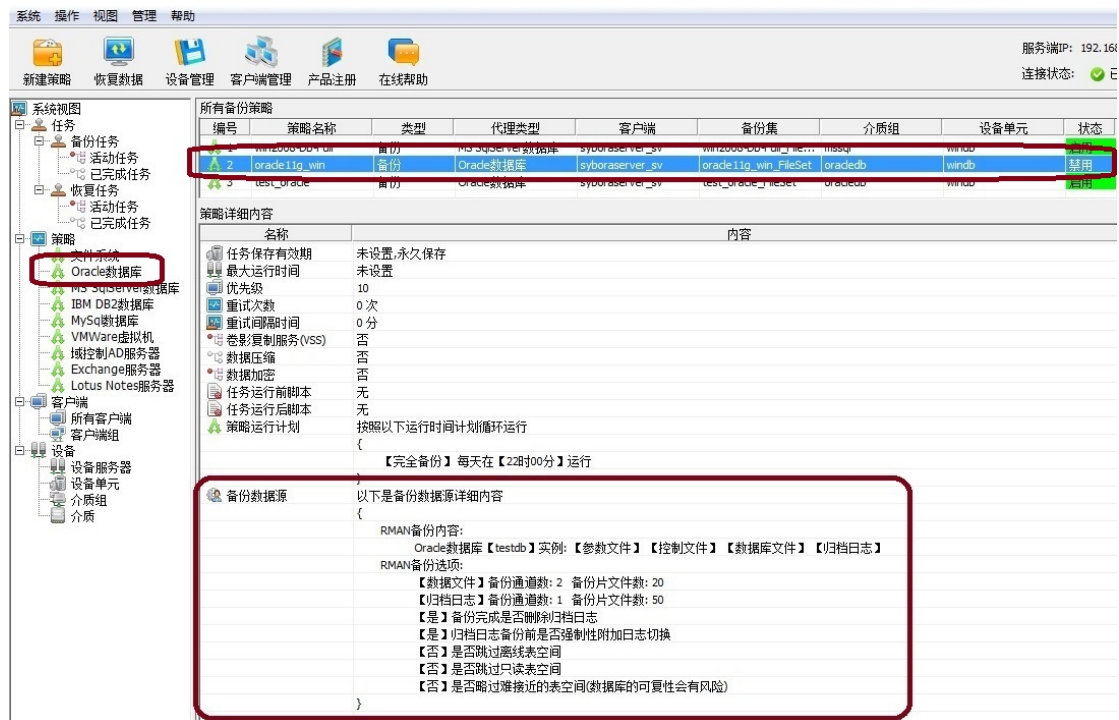 系统 操作 视图 管理 帮助
新建策略 恢复数据 设备管理 客户端管理 产品注册 在线帮助
服务端IP: 192.168
连接状态:
系统视图
任务
备份任务
活动任务
已完成任务
恢复任务
活动任务
已完成任务
策略
文件系统
Oracle数据库
MS SqlServer数据库
IBM DB2数据库
MySql数据库
VMWare虚拟机
域控制AD服务器
Exchange服务器
Lotus Notes服务器
客户端
所有客户端
客户端组
设备
设备服务器
设备单元
介质组
介质
所有备份策略
编号 策略名称 类型 代理类型 客户端 备份集 介质组 设备单元 状态
1 win2008-DB-Full 备份 MS SqlServer数据库 syboraserver_sv win2008-DB-Full_File... mssql windb 启用
2 oracle11g_win 备份 Oracle数据库 syboraserver_sv oracle11g_win_FileSet oracledb windb 禁用
3 test_oracle 备份 Oracle数据库 syboraserver_sv test_oracle_FileSet oracledb windb 启用
策略详细内容
名称 内容
任务保存有效期 未设置,永久保存
最大运行时间 未设置
优先级 10
重试次数 0 次
重试间隔时间 0 分
卷影复制服务(VSS) 否
数据压缩 否
数据加密 否
任务运行前脚本 无
任务运行后脚本 无
策略运行计划 按照以下运行时间计划循环运行
{
【完全备份】每天在【22时00分】运行
}
备份数据源 以下是备份数据源详细内容
{
RMAN备份内容:
Oracle数据库【testdb】实例:【参数文件】【控制文件】【数据库文件】【归档日志】
RMAN备份选项:
【数据文件】备份通道数: 2 备份片文件数: 20
【归档日志】备份通道数: 1 备份片文件数: 50
【是】备份完成是否删除归档日志
【是】归档日志备份前是否强制性附加日志切换
【否】是否跳过离线表空间
【否】是否跳过只读表空间
【否】是否略过难接近的表空间(数据库的可复性会有风险)
}